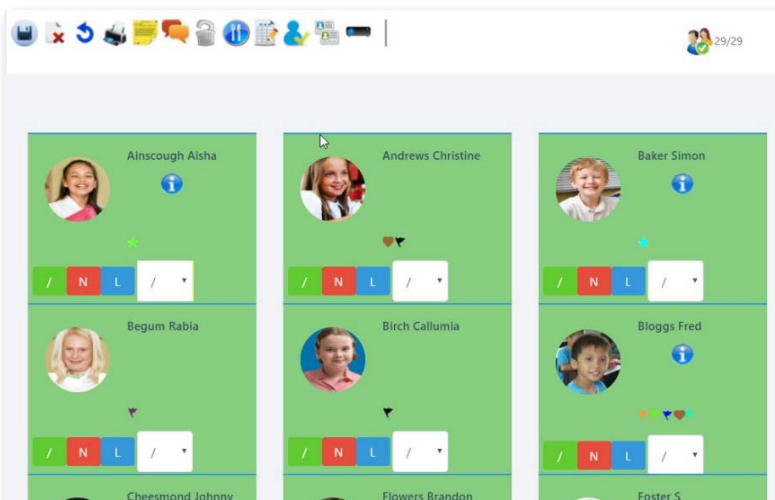 29/29
Ainscough Aisha
Andrews Christine
Baker Simon
i
i
/ N L /
/ N L /
/ N L /
Begum Rabia
Birch Callumia
Bloggs Fred
i
/ N L /
/ N L /
/ N L /
Cheesmond Johnny
Flowers Brandon
Foster S